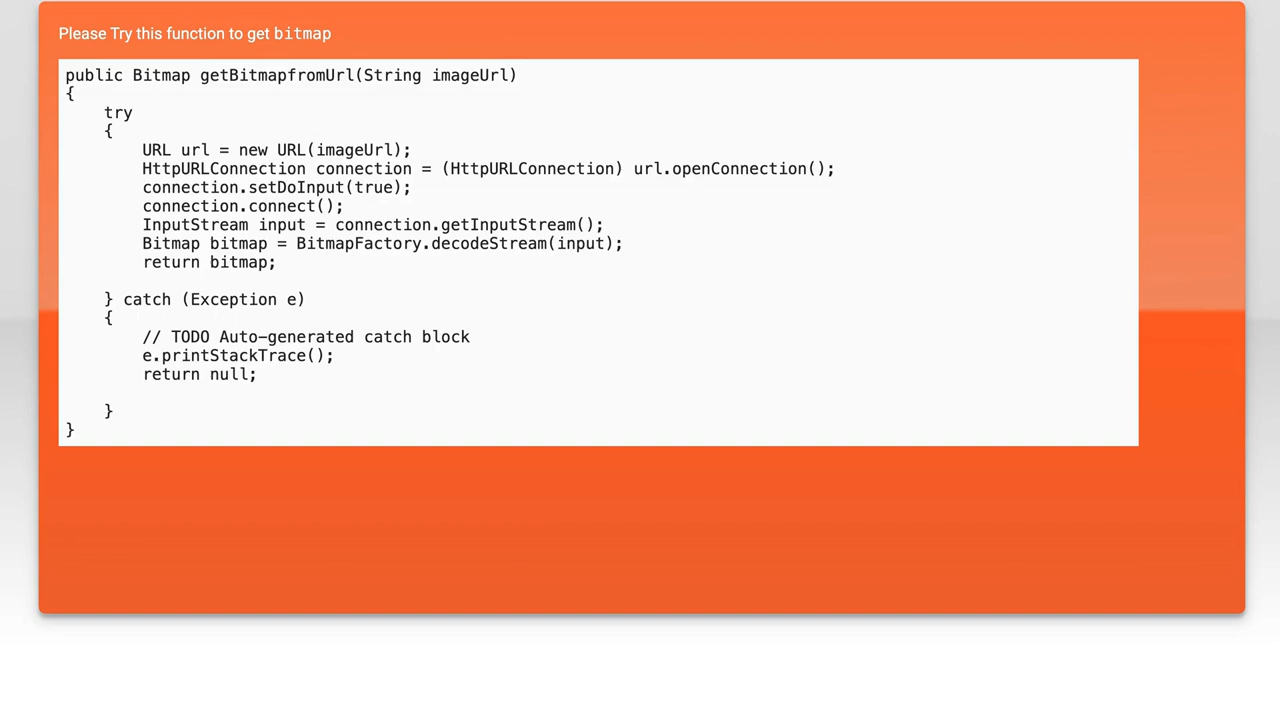 Please Try this function to get bitmap
public Bitmap getBitmapfromUrl(String imageUrl)
{
    try
    {
        URL url = new URL(imageUrl);
        HttpURLConnection connection = (HttpURLConnection) url.openConnection();
        connection.setDoInput(true);
        connection.connect();
        InputStream input = connection.getInputStream();
        Bitmap bitmap = BitmapFactory.decodeStream(input);
        return bitmap;

    } catch (Exception e)
    {
        // TODO Auto-generated catch block
        e.printStackTrace();
        return null;

    }
}